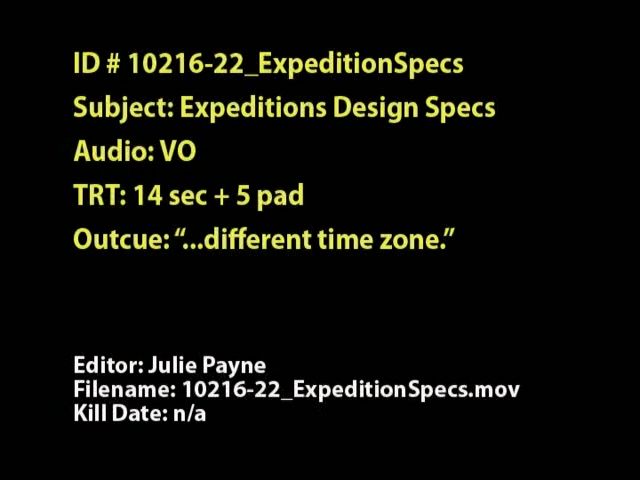 ID # 10216-22_ExpeditionSpecs
Subject: Expeditions Design Specs
Audio: VO
TRT: 14 sec + 5 pad
Outcue: “...different time zone.”
Editor: Julie Payne
Filename: 10216-22_ExpeditionSpecs.mov
Kill Date: n/a